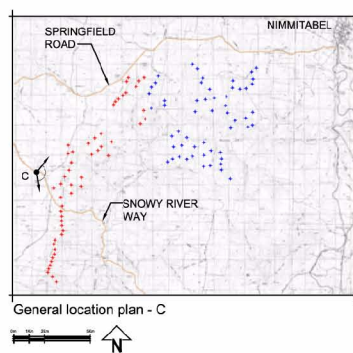 NIMMITABEL
SPRINGFIELD
ROAD
C
SNOWY RIVER
WAY
General location plan - C
N